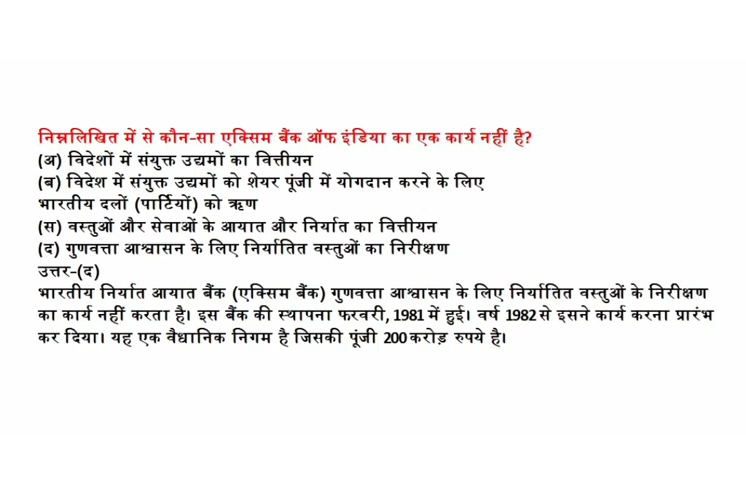 निम्नलिखित में से कौन-सा एक्सिम बैंक ऑफ इंडिया का एक कार्य नहीं है?
(अ) विदेशों में संयुक्त उद्यमों का वित्तीयन
(ब) विदेश में संयुक्त उद्यमों को शेयर पूंजी में योगदान करने के लिए
भारतीय दलों (पार्टियों) को ऋण
(स) वस्तुओं और सेवाओं के आयात और निर्यात का वित्तीयन
(द) गुणवत्ता आश्वासन के लिए निर्यातित वस्तुओं का निरीक्षण
उत्तर-(द)
भारतीय निर्यात आयात बैंक (एक्सिम बैंक) गुणवत्ता आश्वासन के लिए निर्यातित वस्तुओं के निरीक्षण
का कार्य नहीं करता है। इस बैंक की स्थापना फरवरी, 1981 में हुई। वर्ष 1982 से इसने कार्य करना प्रारंभ
कर दिया। यह एक वैधानिक निगम है जिसकी पूंजी 200 करोड़ रुपये है।